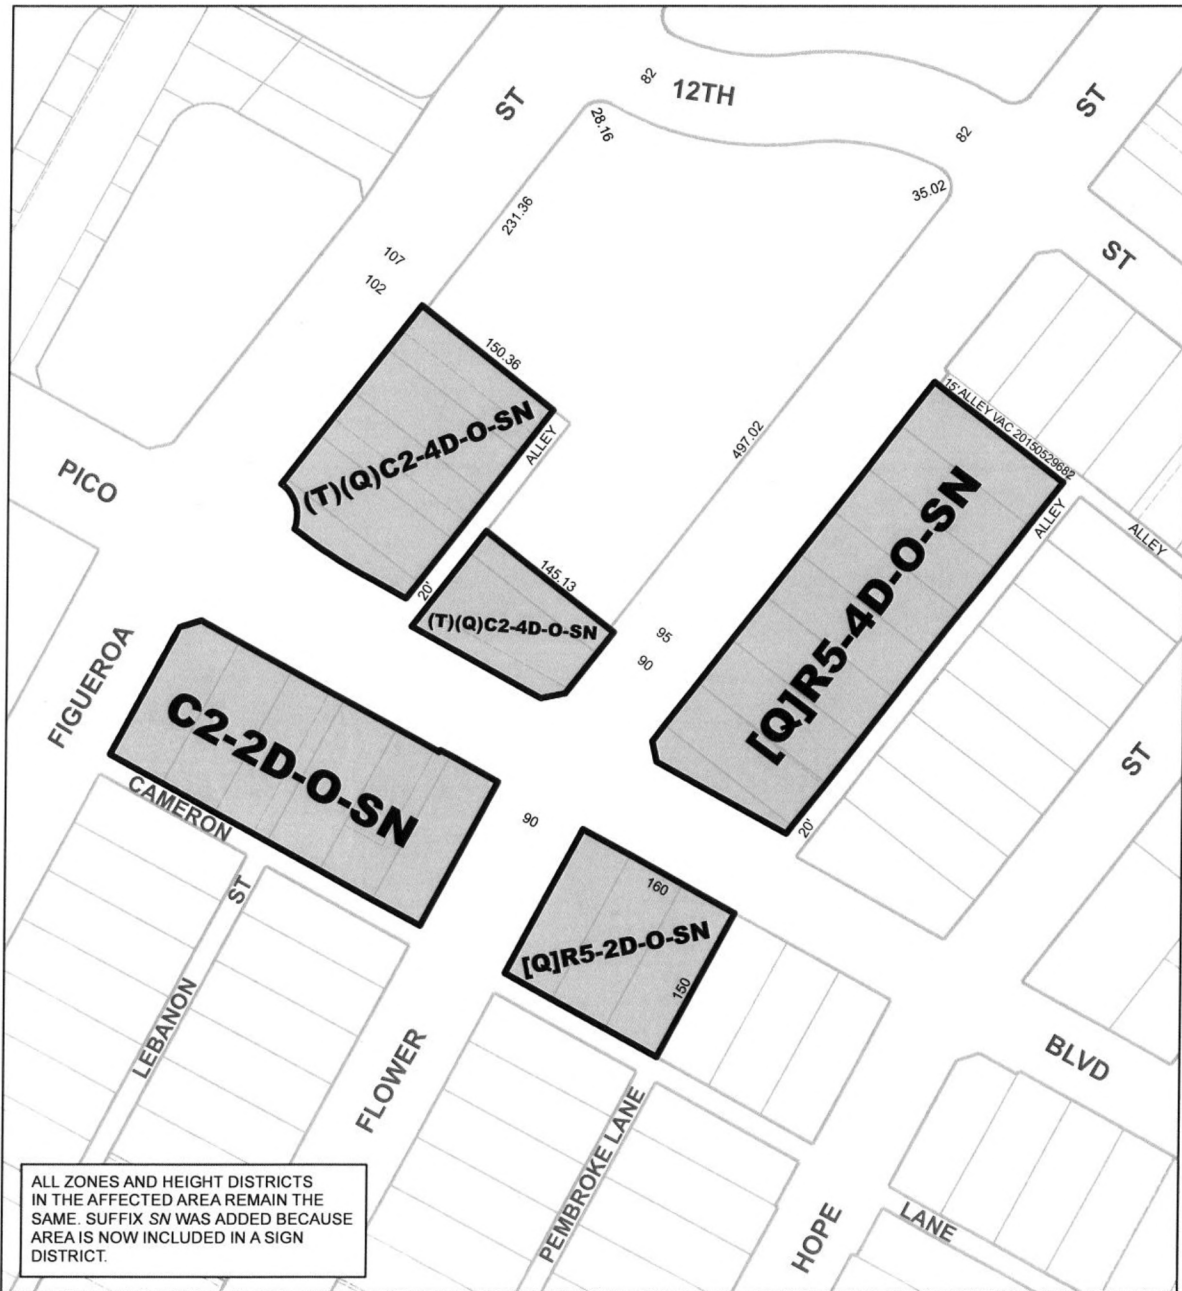 82
12TH
ST
ST
28.16
82
35.02
231.36
107
102
ST
150.36
15' ALLEY VAC 20150529682
(T)(Q)C2-4D-O-SN
ALLEY
497.02
PICO
[Q]R5-4D-O-SN
ALLEY
ALLEY
145.13
20'
(T)(Q)C2-4D-O-SN
95
90
FIGUEROA
C2-2D-O-SN
ST
CAMERON
90
20'
ST
160
[Q]R5-2D-O-SN
150
LEBANON
FLOWER
BLVD
PEMBROKE LANE
HOPE
LANE
ALL ZONES AND HEIGHT DISTRICTS
IN THE AFFECTED AREA REMAIN THE
SAME. SUFFIX SN WAS ADDED BECAUSE
AREA IS NOW INCLUDED IN A SIGN
DISTRICT.